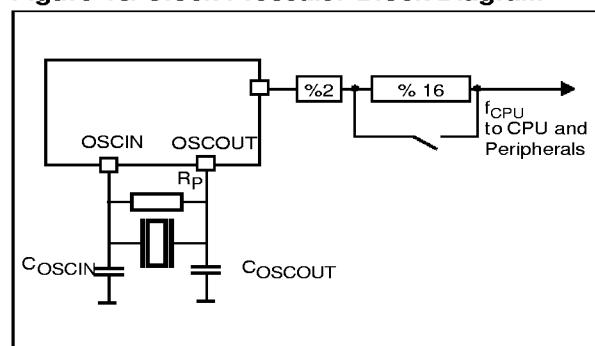 %2
% 16
fCPU
to CPU and
Peripherals
OSCIN
OSCOUT
RP
COSCIN
COSCOUT